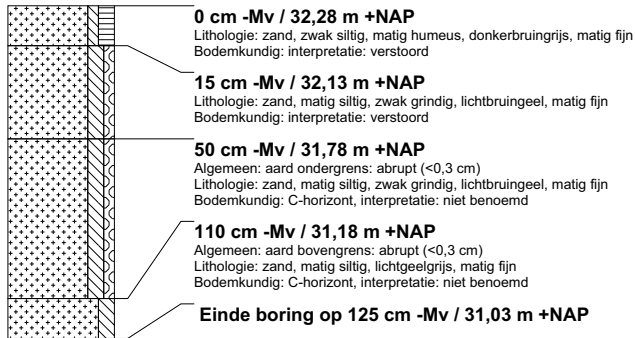 0 cm -Mv / 32,28 m +NAP
Lithologie: zand, zwak siltig, matig humeus, donkerbruingrijs, matig fijn
Bodemkundig: interpretatie: verstoord
15 cm -Mv / 32,13 m +NAP
Lithologie: zand, matig siltig, zwak grindig, lichtbruingeel, matig fijn
Bodemkundig: interpretatie: verstoord
50 cm -Mv / 31,78 m +NAP
Algemeen: aard ondergrens: abrupt (<0,3 cm)
Lithologie: zand, matig siltig, zwak grindig, lichtbruingeel, matig fijn
Bodemkundig: C-horizont, interpretatie: niet benoemd
110 cm -Mv / 31,18 m +NAP
Algemeen: aard bovengrens: abrupt (<0,3 cm)
Lithologie: zand, matig siltig, lichtgeelgrijs, matig fijn
Bodemkundig: C-horizont, interpretatie: niet benoemd
Einde boring op 125 cm -Mv / 31,03 m +NAP